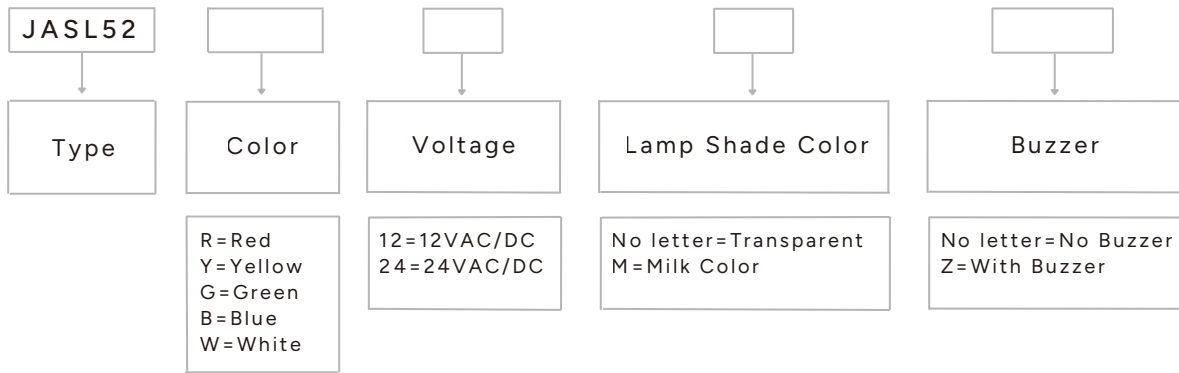 JASL52
Type
Color
Voltage
Lamp Shade Color
Buzzer
R=Red
Y=Yellow
G=Green
B=Blue
W=White
12=12VAC/DC
24=24VAC/DC
No letter=Transparent
M=Milk Color
No letter=No Buzzer
Z=With Buzzer